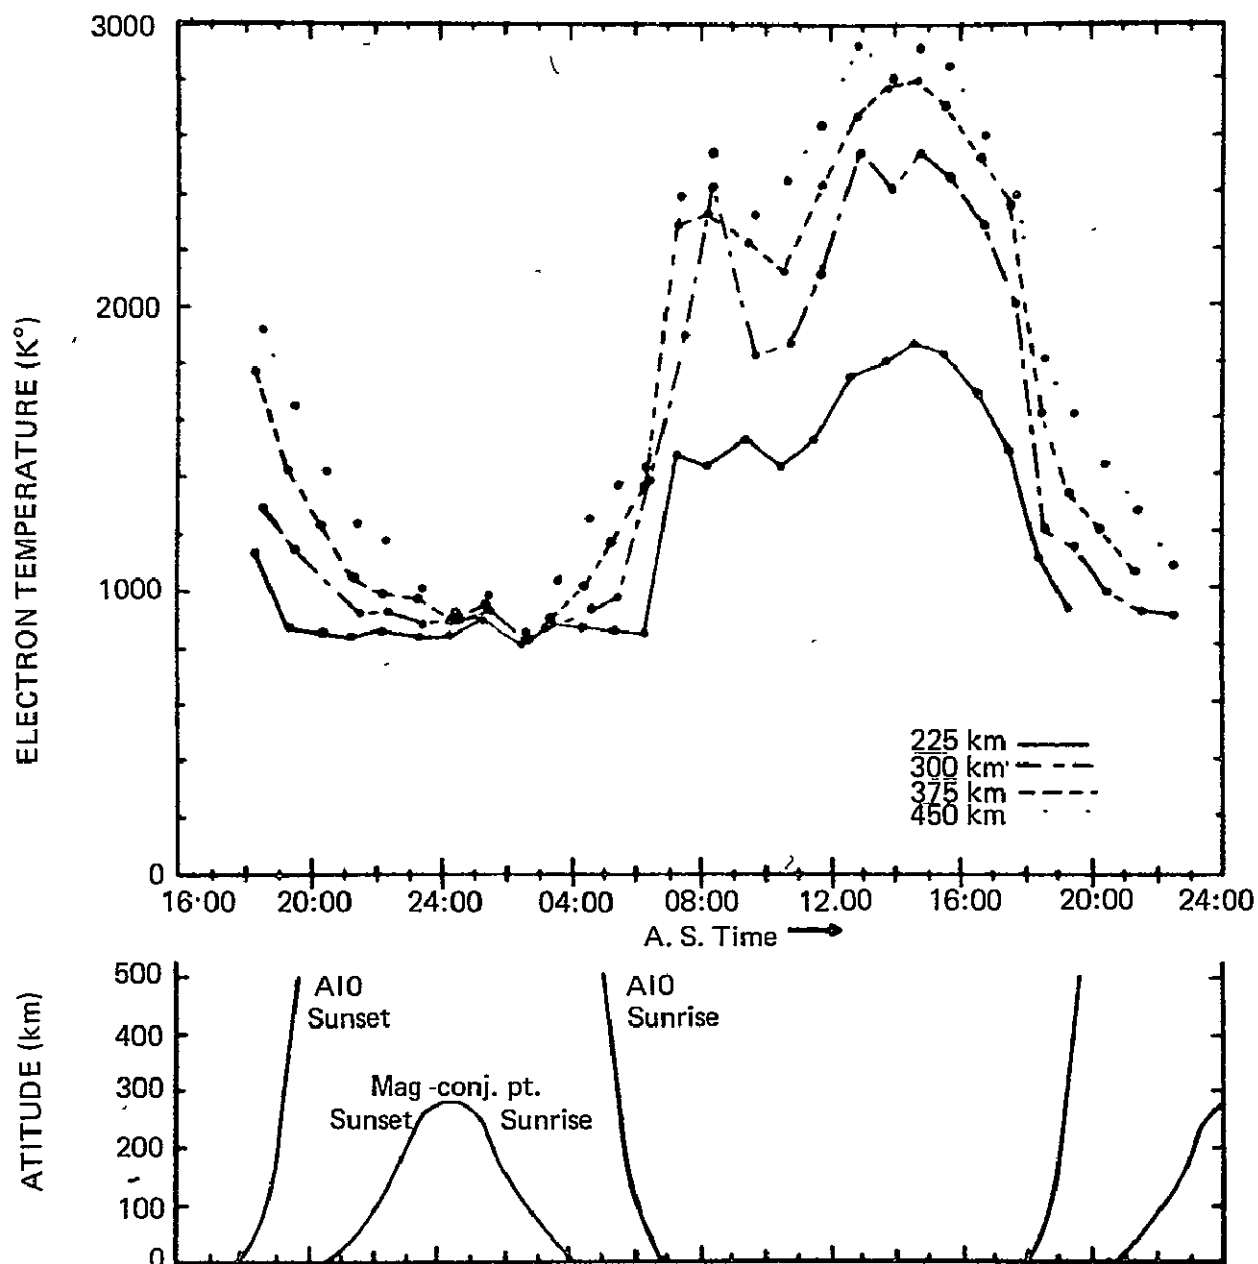 3000
2000
1000
0
ELECTRON TEMPERATURE (K°)
225 km
300 km
375 km
450 km
16:00 20:00 24:00 04:00 08:00 12:00 16:00 20:00 24:00
A. S. Time
500
400
300
200
100
0
ATITUDE (km)
AIO
Sunset
AIO
Sunrise
Mag-conj. pt.
Sunset Sunrise